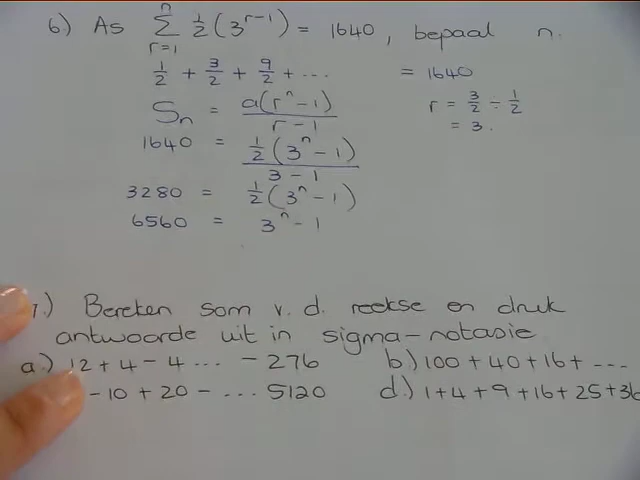 6) As n∑r=1 1/2(3^(r-1)) = 1640, bepaal n.
1/2 + 3/2 + 9/2 + ... = 1640
Sn = a(r^n - 1)/(r - 1) r = 3/2 ÷ 1/2
= 3.
1640 = 1/2(3^n - 1)/(3 - 1)
3280 = 1/2(3^n - 1)
6560 = 3^n - 1
7.) Bereken som v. d. reekse en druk
antwoorde uit in sigma-notasie
a.) 12 + 4 - 4 ... - 276 b.) 100 + 40 + 16 + ...
- 10 + 20 - ... 5120 d.) 1 + 4 + 9 + 16 + 25 + 36